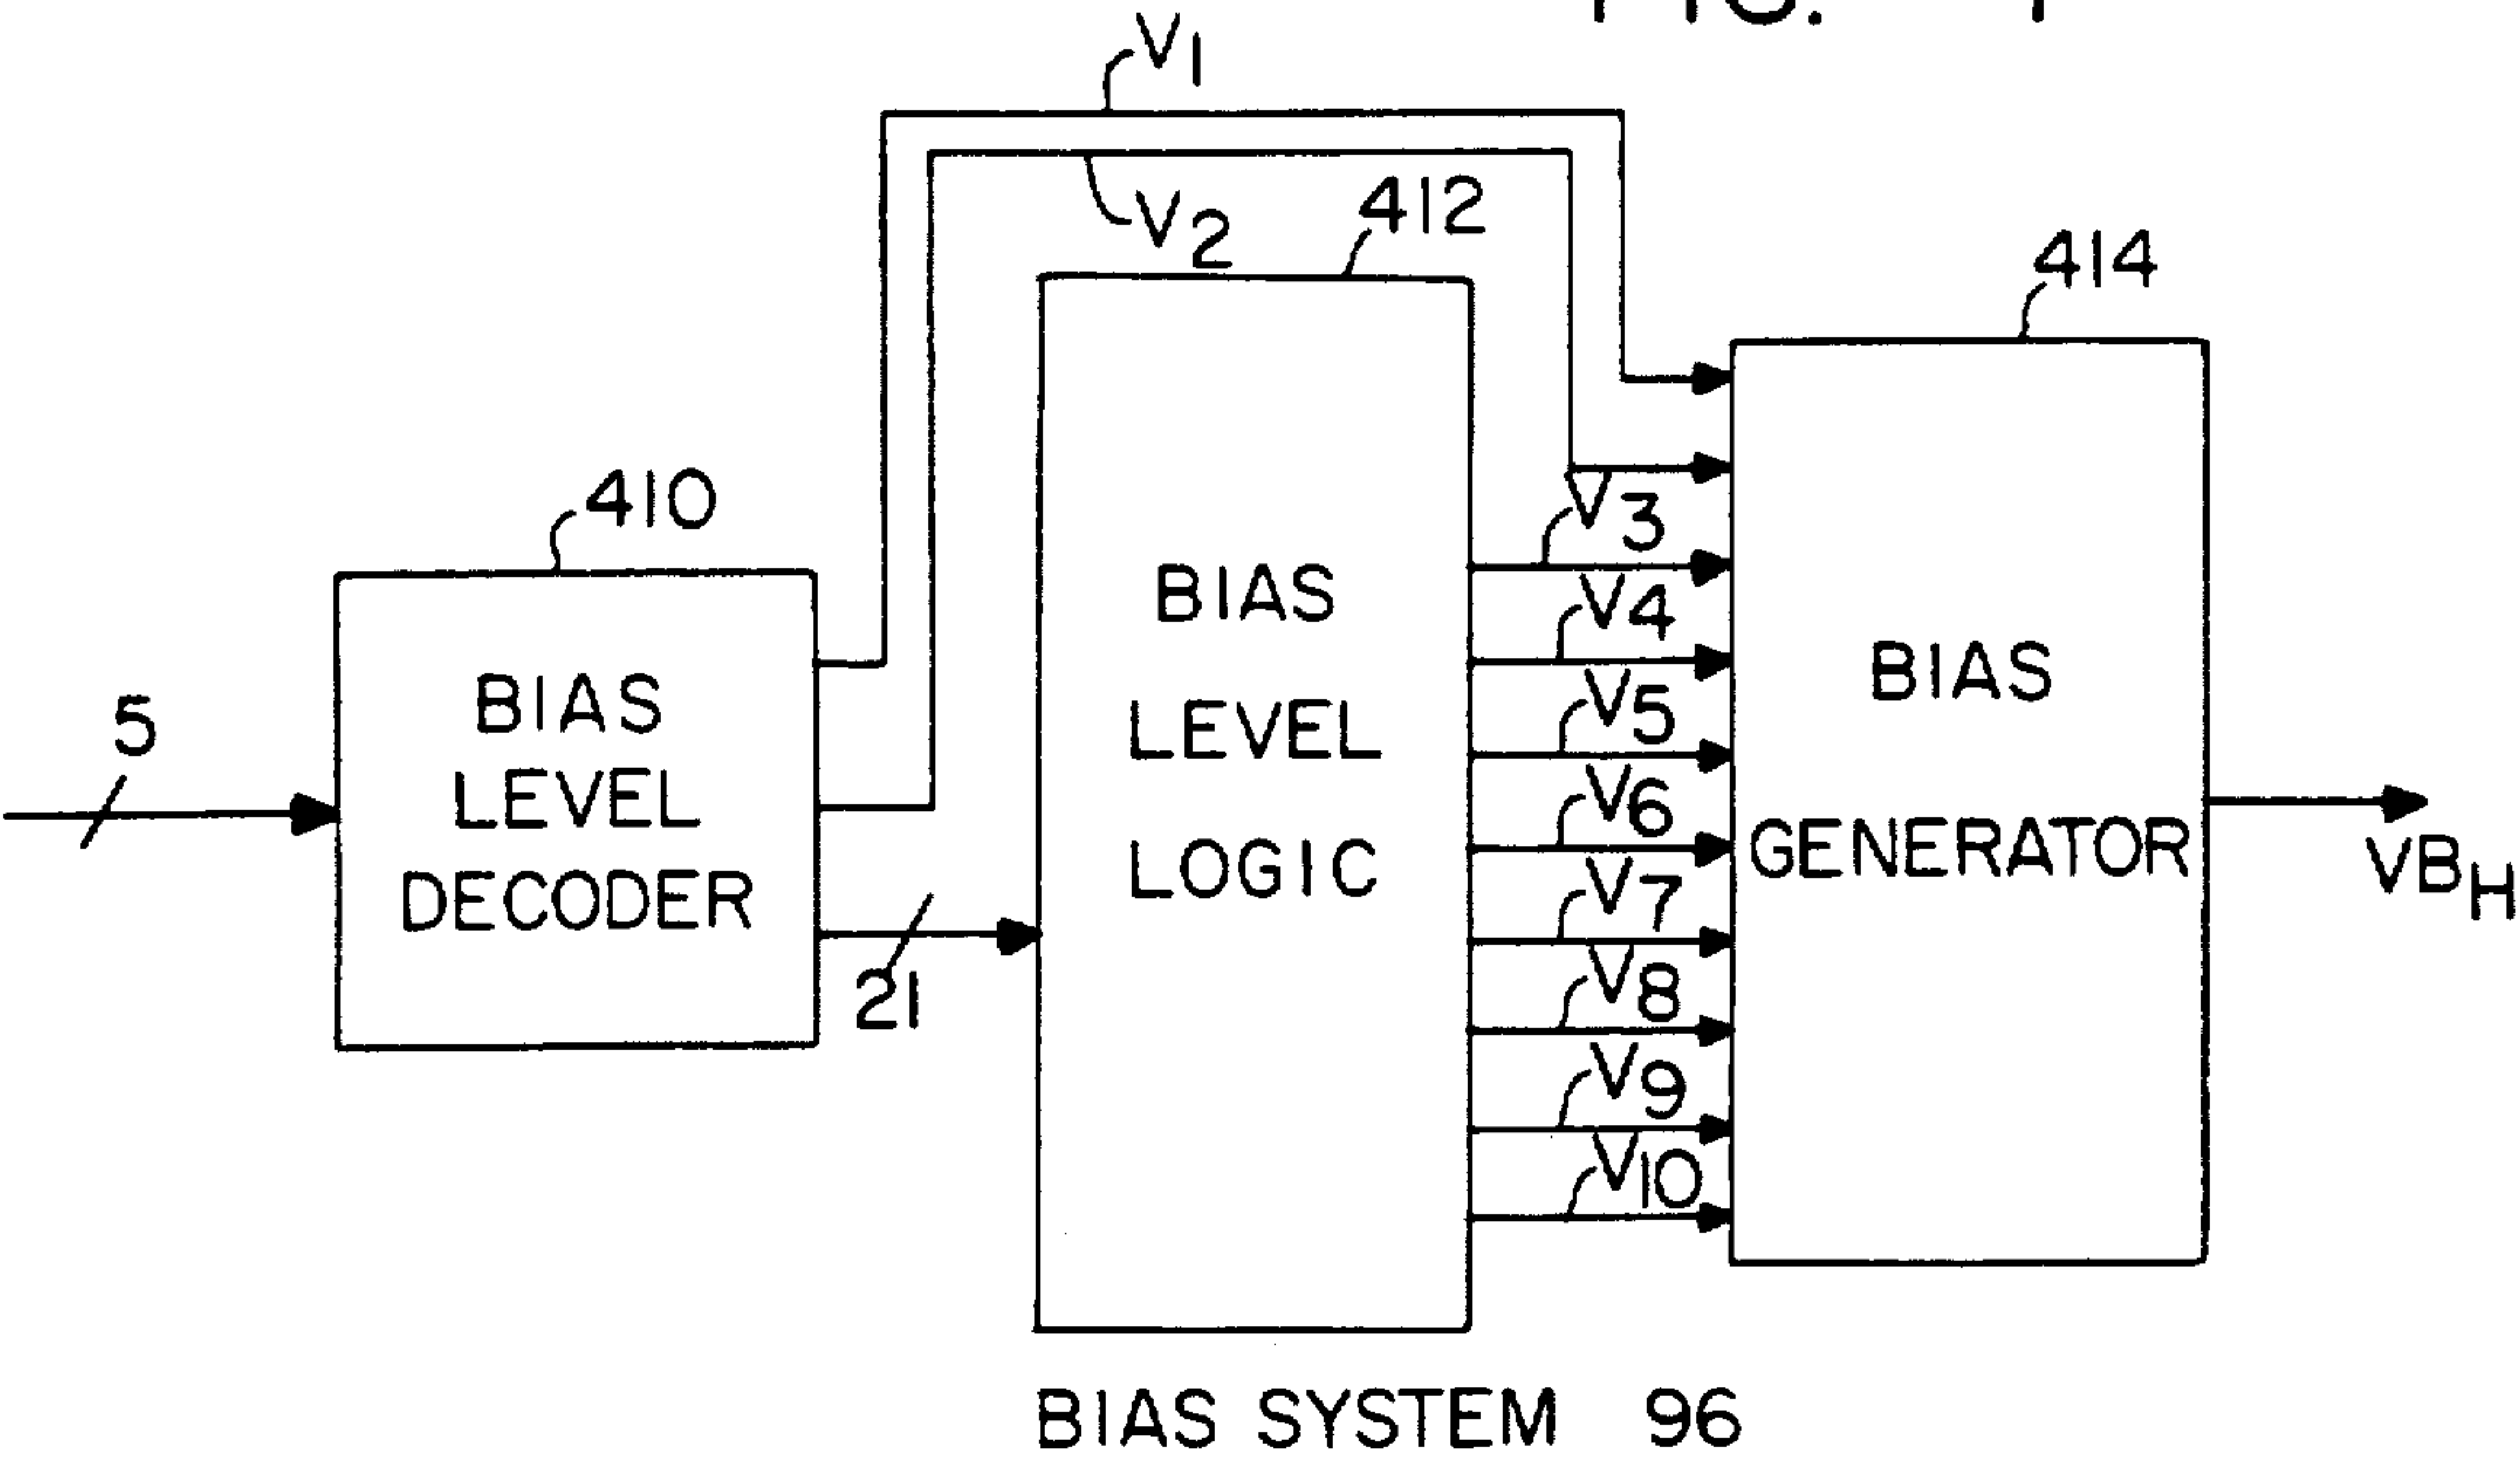 FIG.
V1
V2
412
414
410
5
BIAS
LEVEL
DECODER
21
BIAS
LEVEL
LOGIC
V3
V4
V5
V6
V7
V8
V9
V10
BIAS
GENERATOR
VBH
BIAS SYSTEM 96